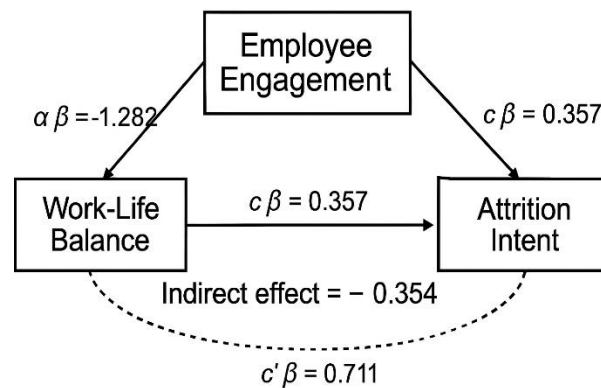 Employee
Engagement
α β =-1.282
c β = 0.357
Work-Life
Balance
c β = 0.357
Attrition
Intent
Indirect effect = – 0.354
c' β = 0.711